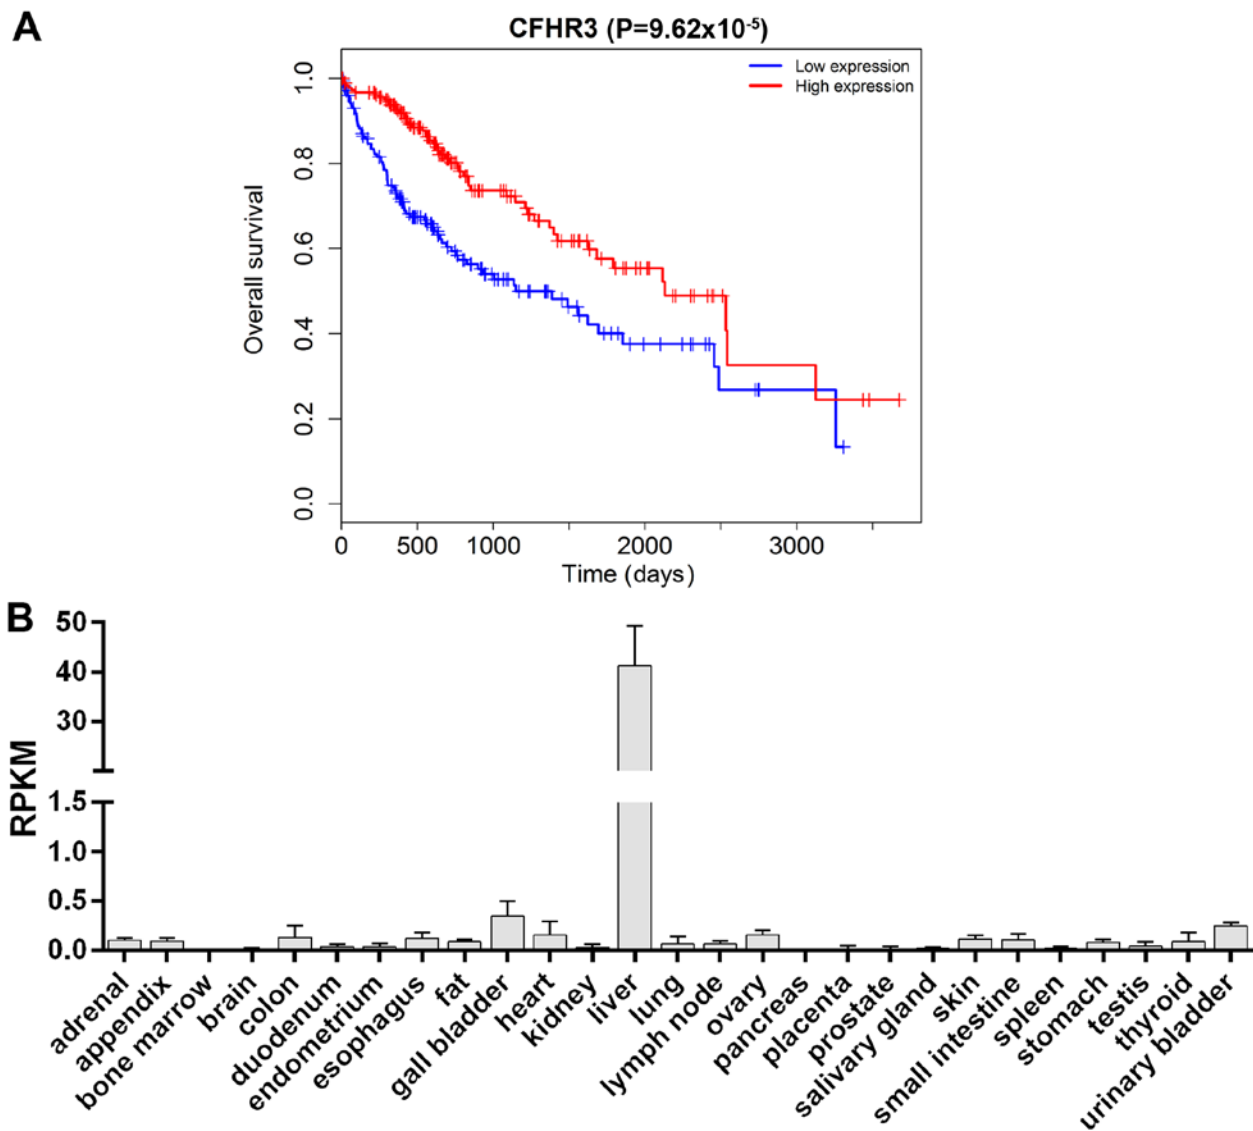 A
CFHR3 (P=9.62x10⁻⁵)
Low expression
High expression
Overall survival
1.0
0.8
0.6
0.4
0.2
0.0
0 500 1000 2000 3000
Time (days)
B
RPKM
50
40
30
1.5
1.0
0.5
0.0
adrenal
appendix
bone marrow
brain
colon
duodenum
endometrium
esophagus
fat
gall bladder
heart
kidney
liver
lung
lymph node
ovary
pancreas
placenta
prostate
salivary gland
skin
small intestine
spleen
stomach
testis
thyroid
urinary bladder